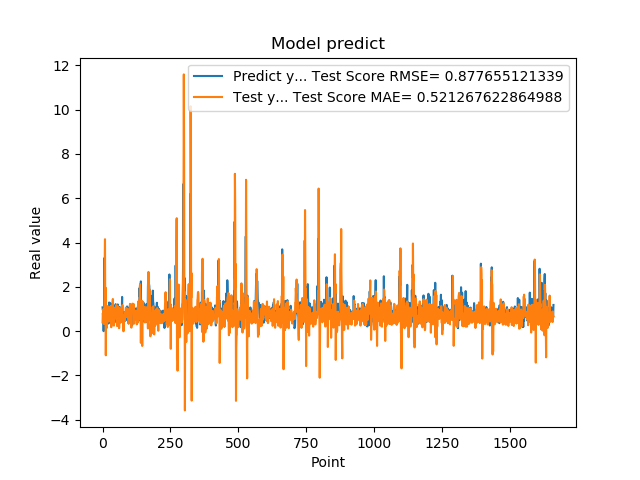 Model predict
Predict y... Test Score RMSE= 0.877655121339
Test y... Test Score MAE= 0.521267622864988
12
10
8
6
4
2
0
−2
−4
Real value
0 250 500 750 1000 1250 1500
Point